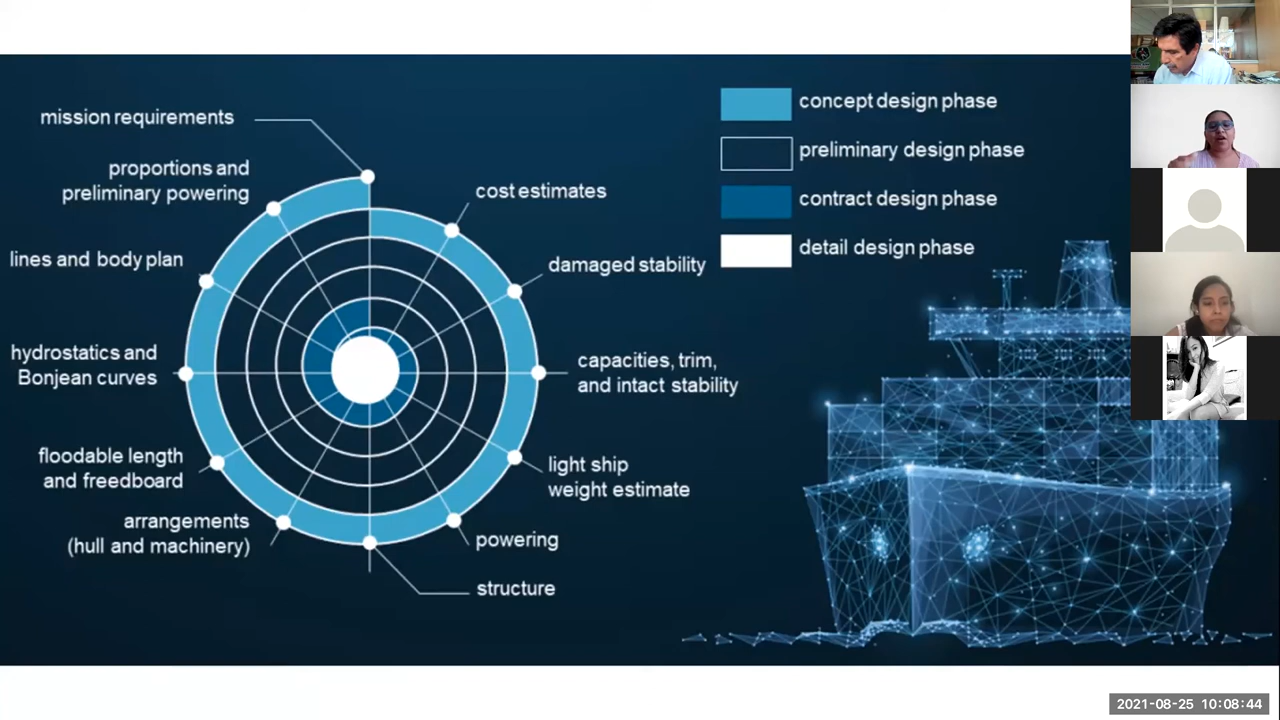 mission requirements
proportions and
preliminary powering
lines and body plan
hydrostatics and
Bonjean curves
floodable length
and freedboard
arrangements
(hull and machinery)
cost estimates
damaged stability
capacities, trim,
and intact stability
light ship
weight estimate
powering
structure
concept design phase
preliminary design phase
contract design phase
detail design phase
2021-08-25 10:08:44